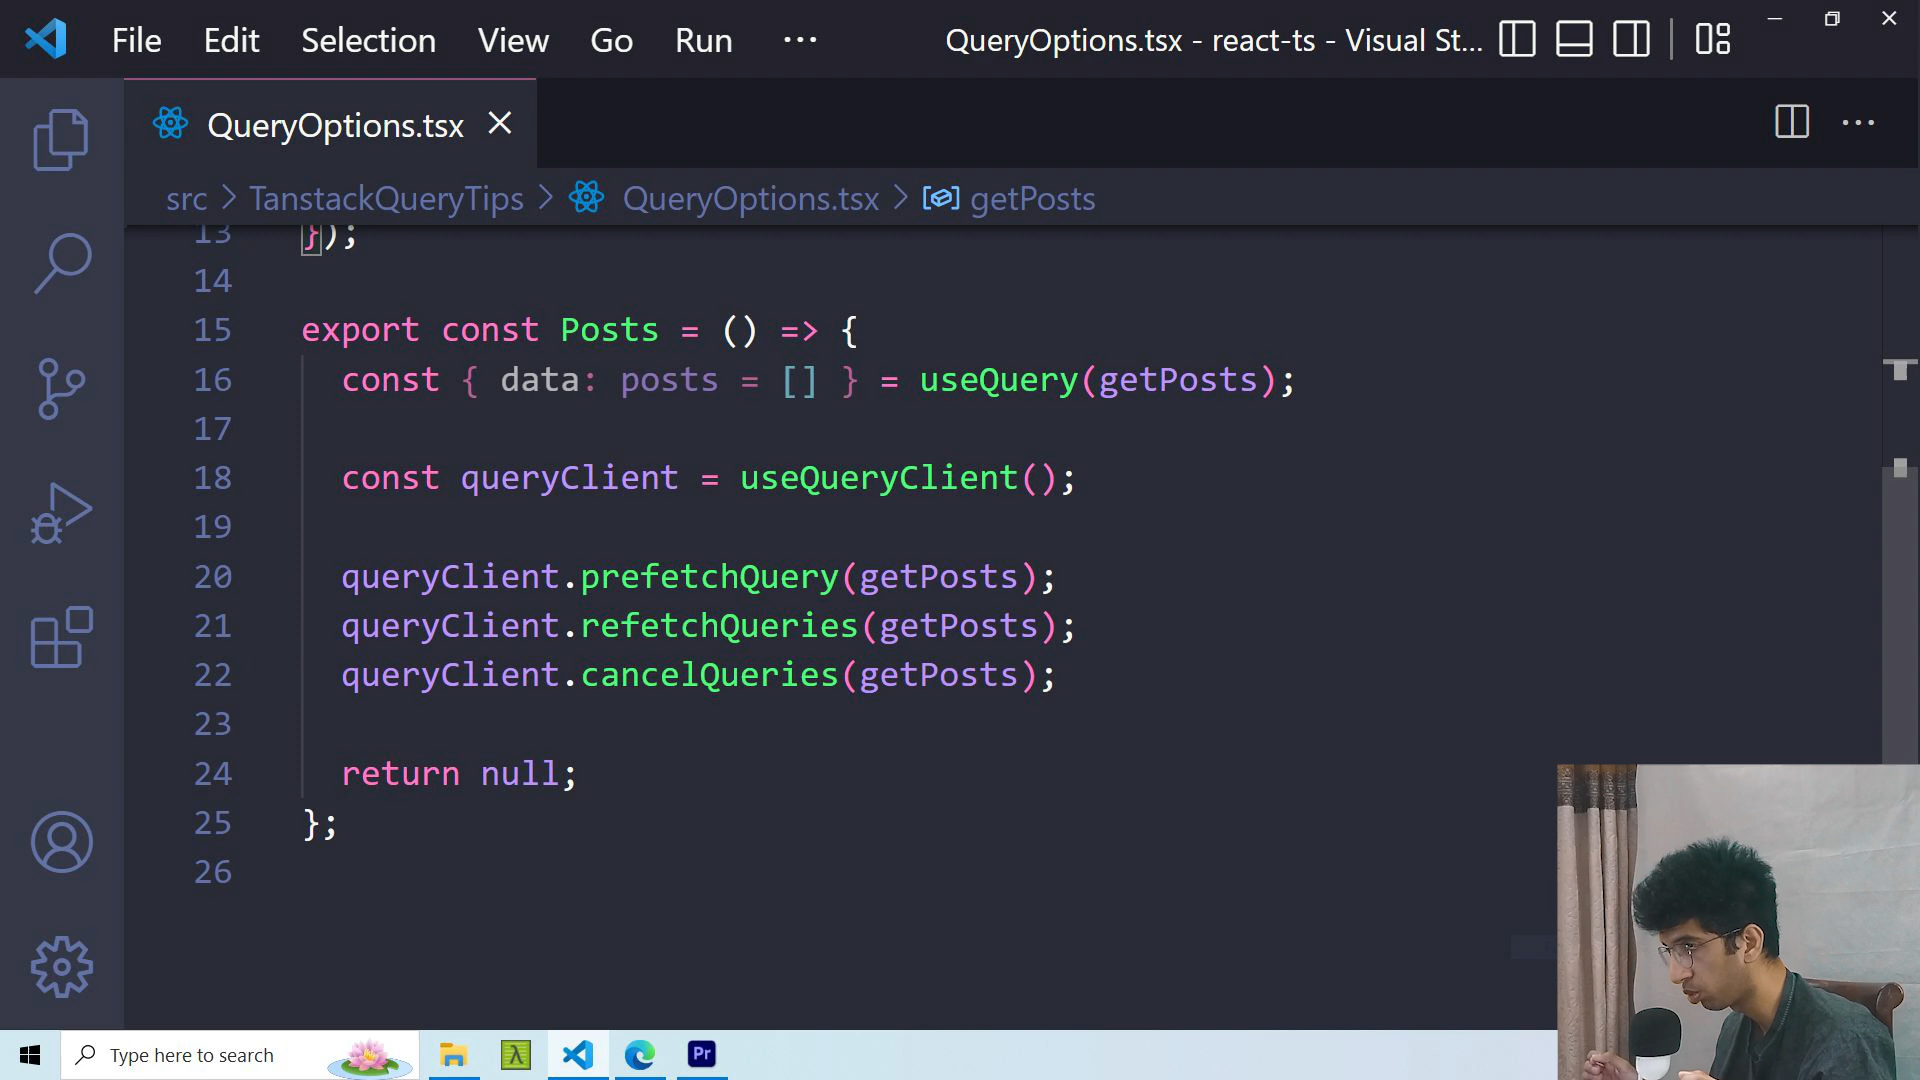 File Edit Selection View Go Run ··· QueryOptions.tsx - react-ts - Visual St...
QueryOptions.tsx
src > TanstackQueryTips > QueryOptions.tsx > getPosts
13 });
14
15 export const Posts = () => {
16 const { data: posts = [] } = useQuery(getPosts);
17
18 const queryClient = useQueryClient();
19
20 queryClient.prefetchQuery(getPosts);
21 queryClient.refetchQueries(getPosts);
22 queryClient.cancelQueries(getPosts);
23
24 return null;
25 };
26
Type here to search
Pr